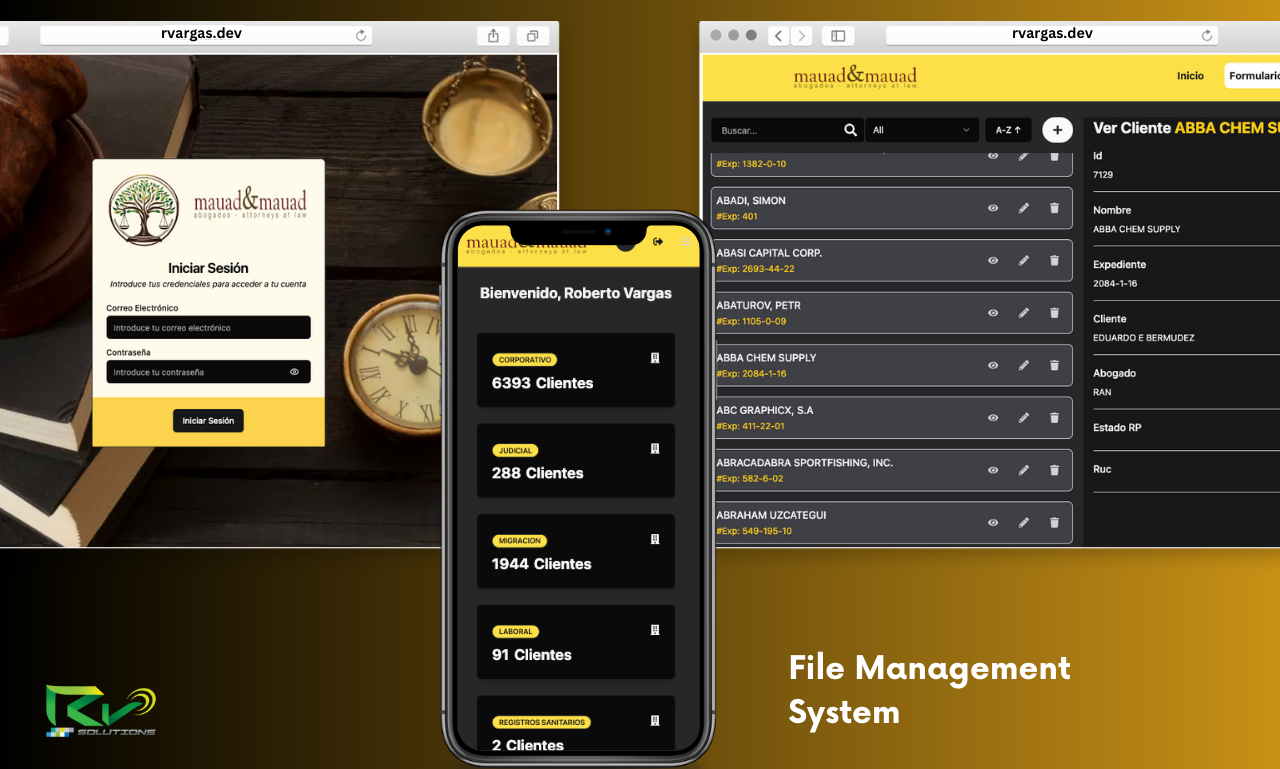 rvargas.dev
mauad&mauad
abogados - attorneys at law
Iniciar Sesión
Introduce tus credenciales para acceder a tu cuenta
Correo Electrónico
Introduce tu correo electrónico
Contraseña
Introduce tu contraseña
Iniciar Sesión
mauad&mauad
abogados - attorneys at law
Bienvenido, Roberto Vargas
CORPORATIVO
6393 Clientes
JUDICIAL
288 Clientes
MIGRACION
1944 Clientes
LABORAL
91 Clientes
REGISTROS SANITARIOS
2 Clientes
rvargas.dev
mauad&mauad
abogados - attorneys at law
Inicio
Formulario
Buscar...
All
A-Z ↑
+
#Exp: 1382-0-10
ABADI, SIMON
#Exp: 401
ABASI CAPITAL CORP.
#Exp: 2693-44-22
ABATUROV, PETR
#Exp: 1105-0-09
ABBA CHEM SUPPLY
#Exp: 2084-1-16
ABC GRAPHICX, S.A
#Exp: 411-22-01
ABRACADABRA SPORTFISHING, INC.
#Exp: 582-6-02
ABRAHAM UZCATEGUI
#Exp: 549-195-10
Ver Cliente ABBA CHEM SU
Id
7129
Nombre
ABBA CHEM SUPPLY
Expediente
2084-1-16
Cliente
EDUARDO E BERMUDEZ
Abogado
RAN
Estado RP
Ruc
File Management
System
RV
SOLUTIONS